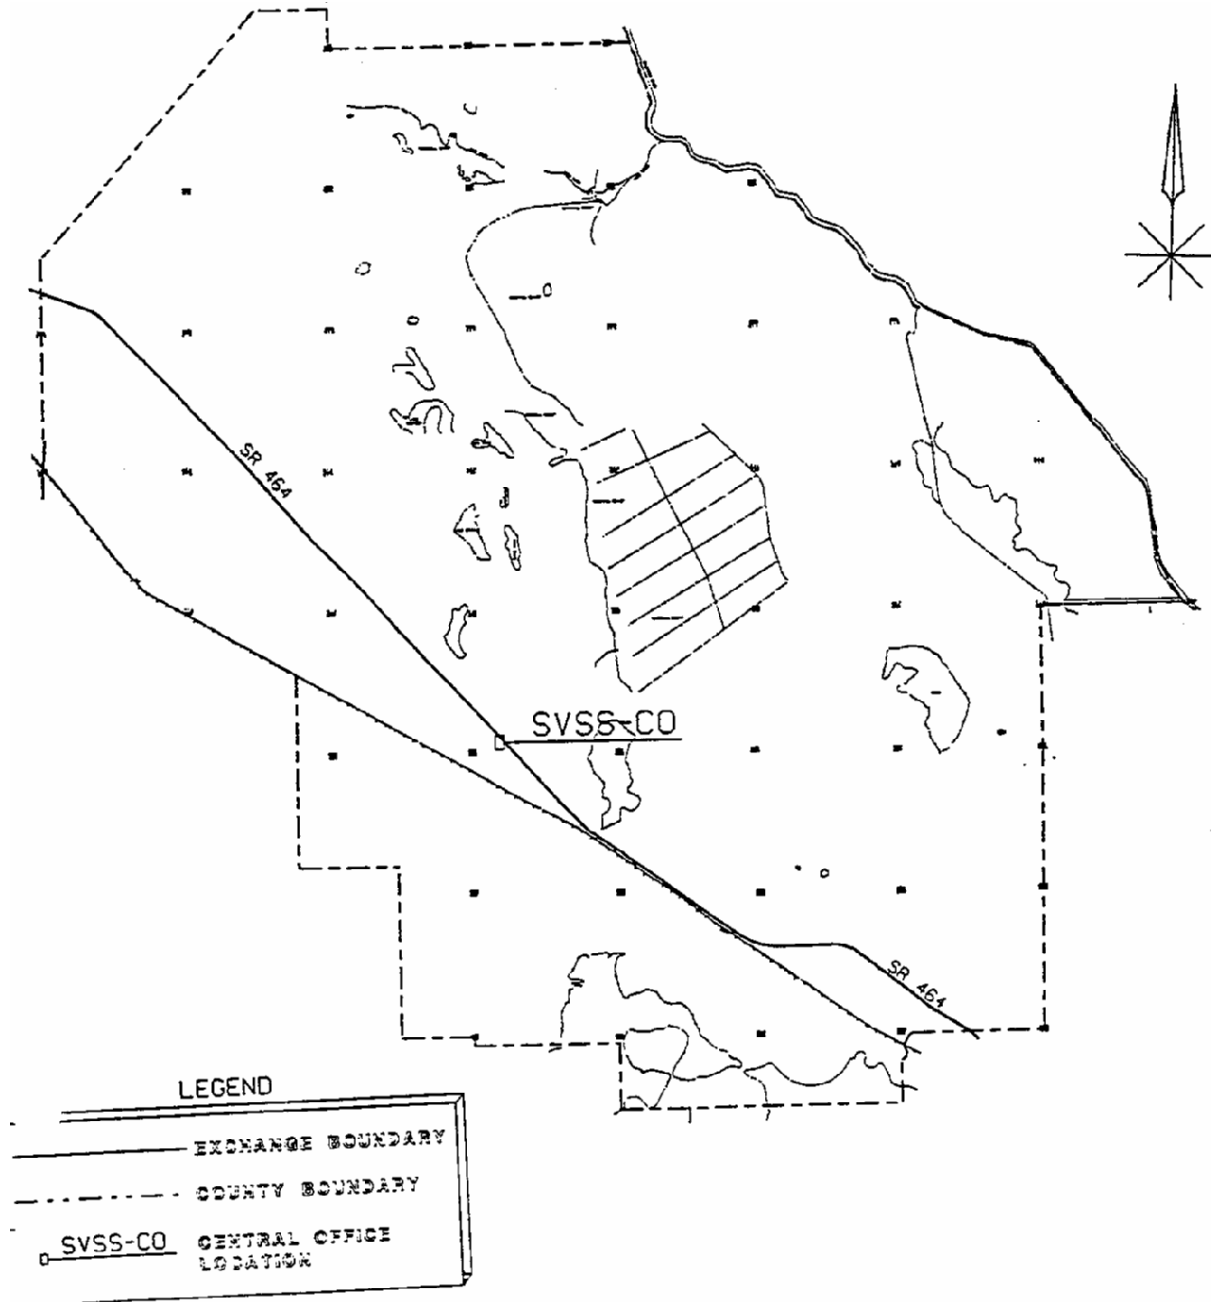 SR 464
SVSS-CO
SR 464
LEGEND
EXCHANGE BOUNDARY
COUNTY BOUNDARY
SVSS-CO CENTRAL OFFICE
LOCATION